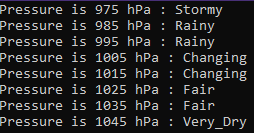 Pressure is 975 hPa : Stormy
Pressure is 985 hPa : Rainy
Pressure is 995 hPa : Rainy
Pressure is 1005 hPa : Changing
Pressure is 1015 hPa : Changing
Pressure is 1025 hPa : Fair
Pressure is 1035 hPa : Fair
Pressure is 1045 hPa : Very_Dry